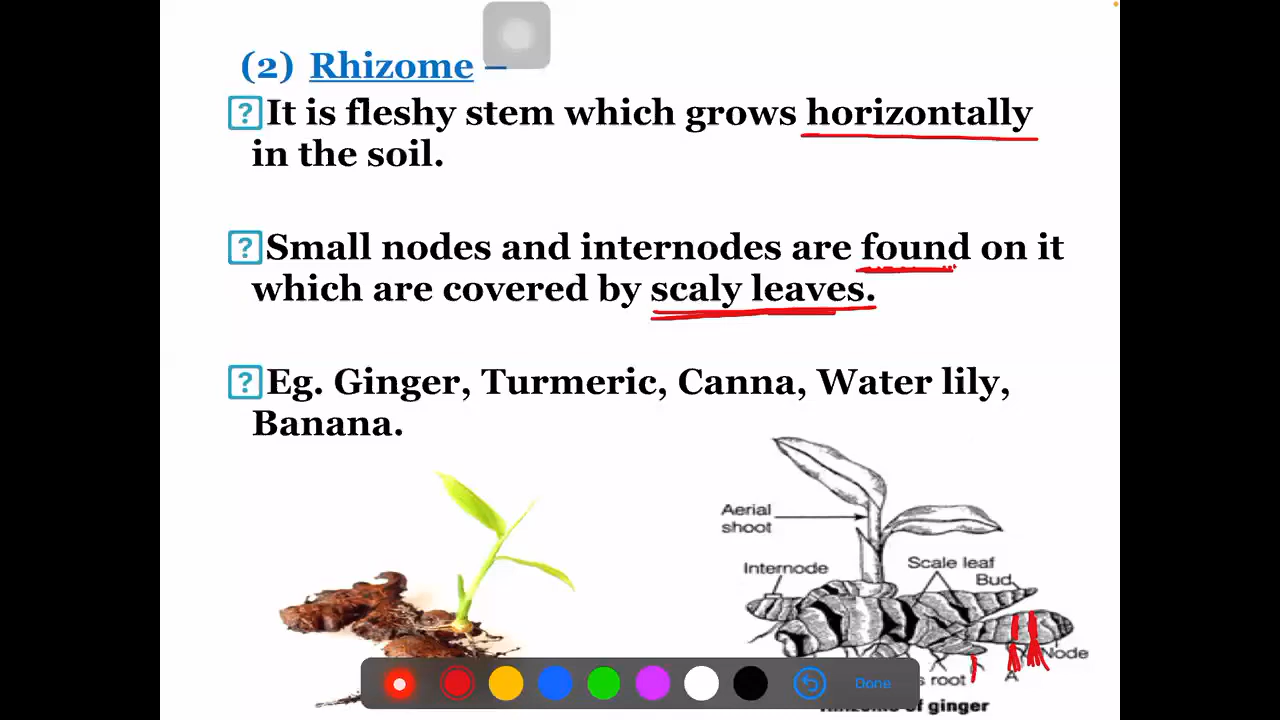 (2) Rhizome –
It is fleshy stem which grows horizontally
in the soil.
Small nodes and internodes are found on it
which are covered by scaly leaves.
Eg. Ginger, Turmeric, Canna, Water lily,
Banana.
Aerial
shoot
Internode
Scale leaf
Bud
Node
s root
of ginger
Done